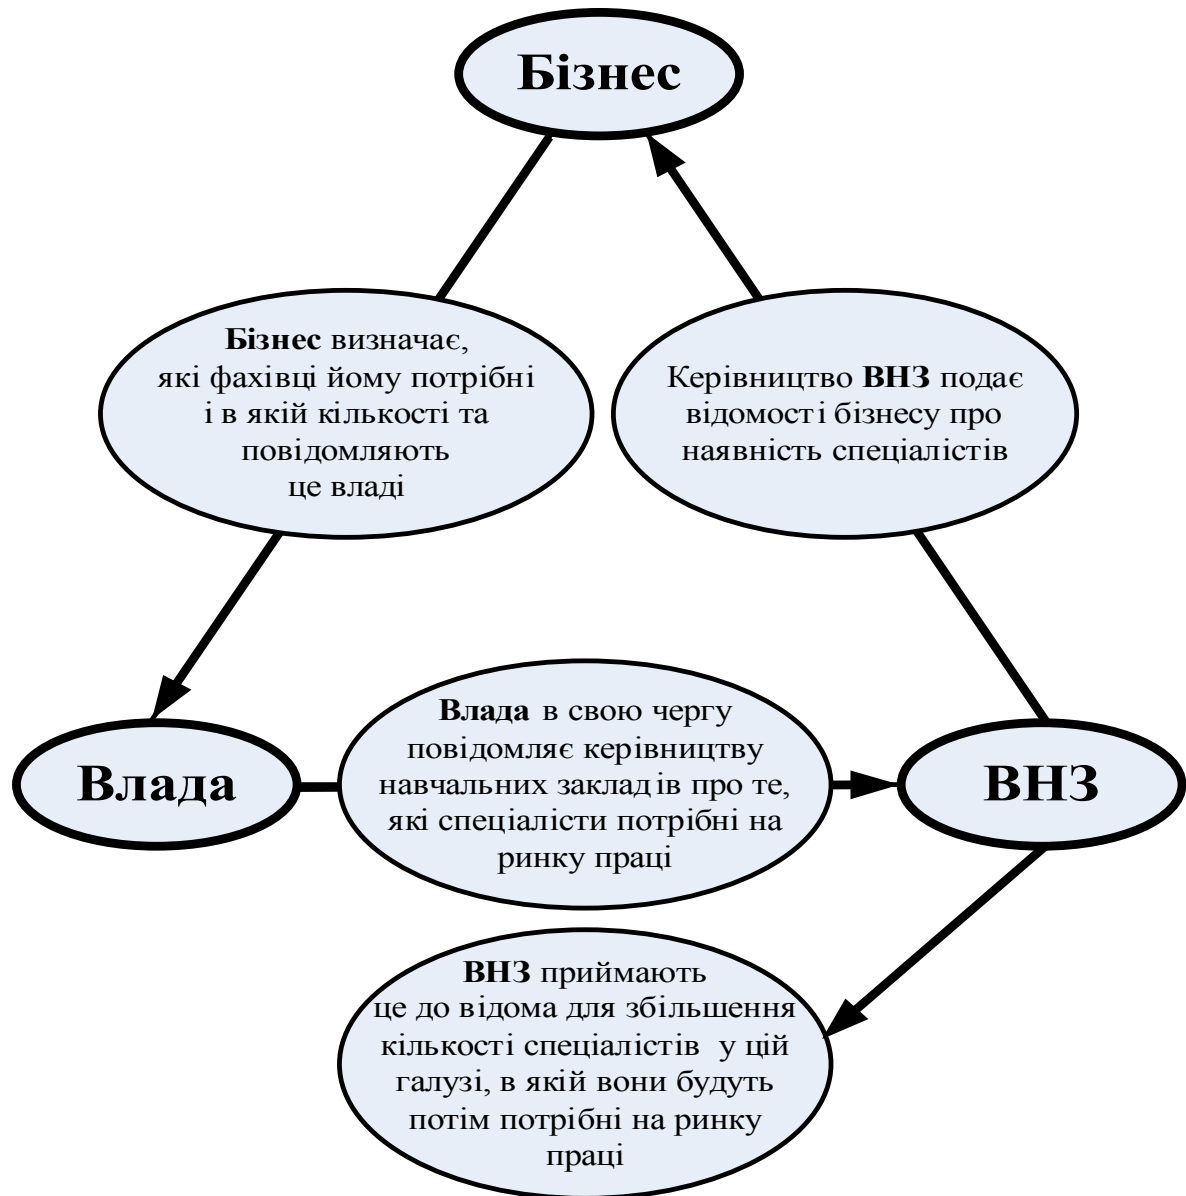 Бізнес
Бізнес визначає,
які фахівці йому потрібні
і в якій кількості та
повідомляють
це владі
Керівництво ВНЗ подає
відомості бізнесу про
наявність спеціалістів
Влада
Влада в свою чергу
повідомляє керівництву
навчальних закладів про те,
які спеціалісти потрібні на
ринку праці
ВНЗ
ВНЗ приймають
це до відома для збільшення
кількості спеціалістів у цій
галузі, в якій вони будуть
потім потрібні на ринку
праці